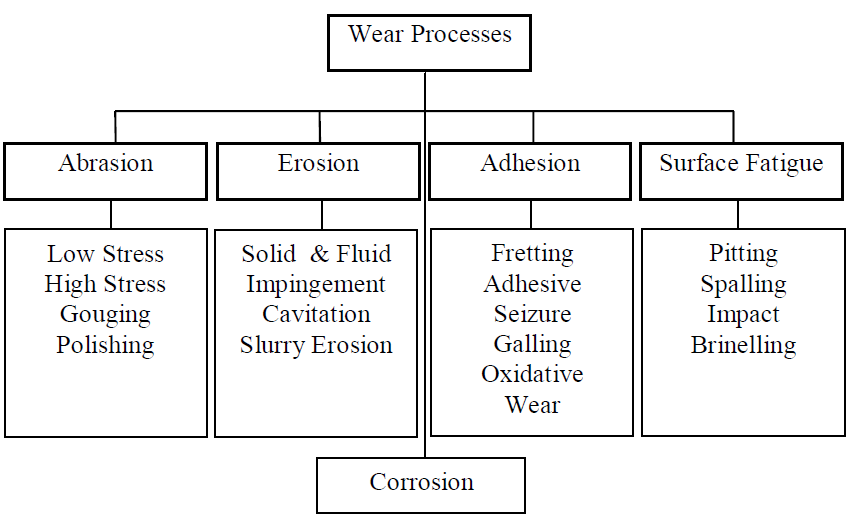 Wear Processes
Abrasion
Erosion
Adhesion
Surface Fatigue
Low Stress
High Stress
Gouging
Polishing
Solid & Fluid
Impingement
Cavitation
Slurry Erosion
Fretting
Adhesive
Seizure
Galling
Oxidative
Wear
Pitting
Spalling
Impact
Brinelling
Corrosion